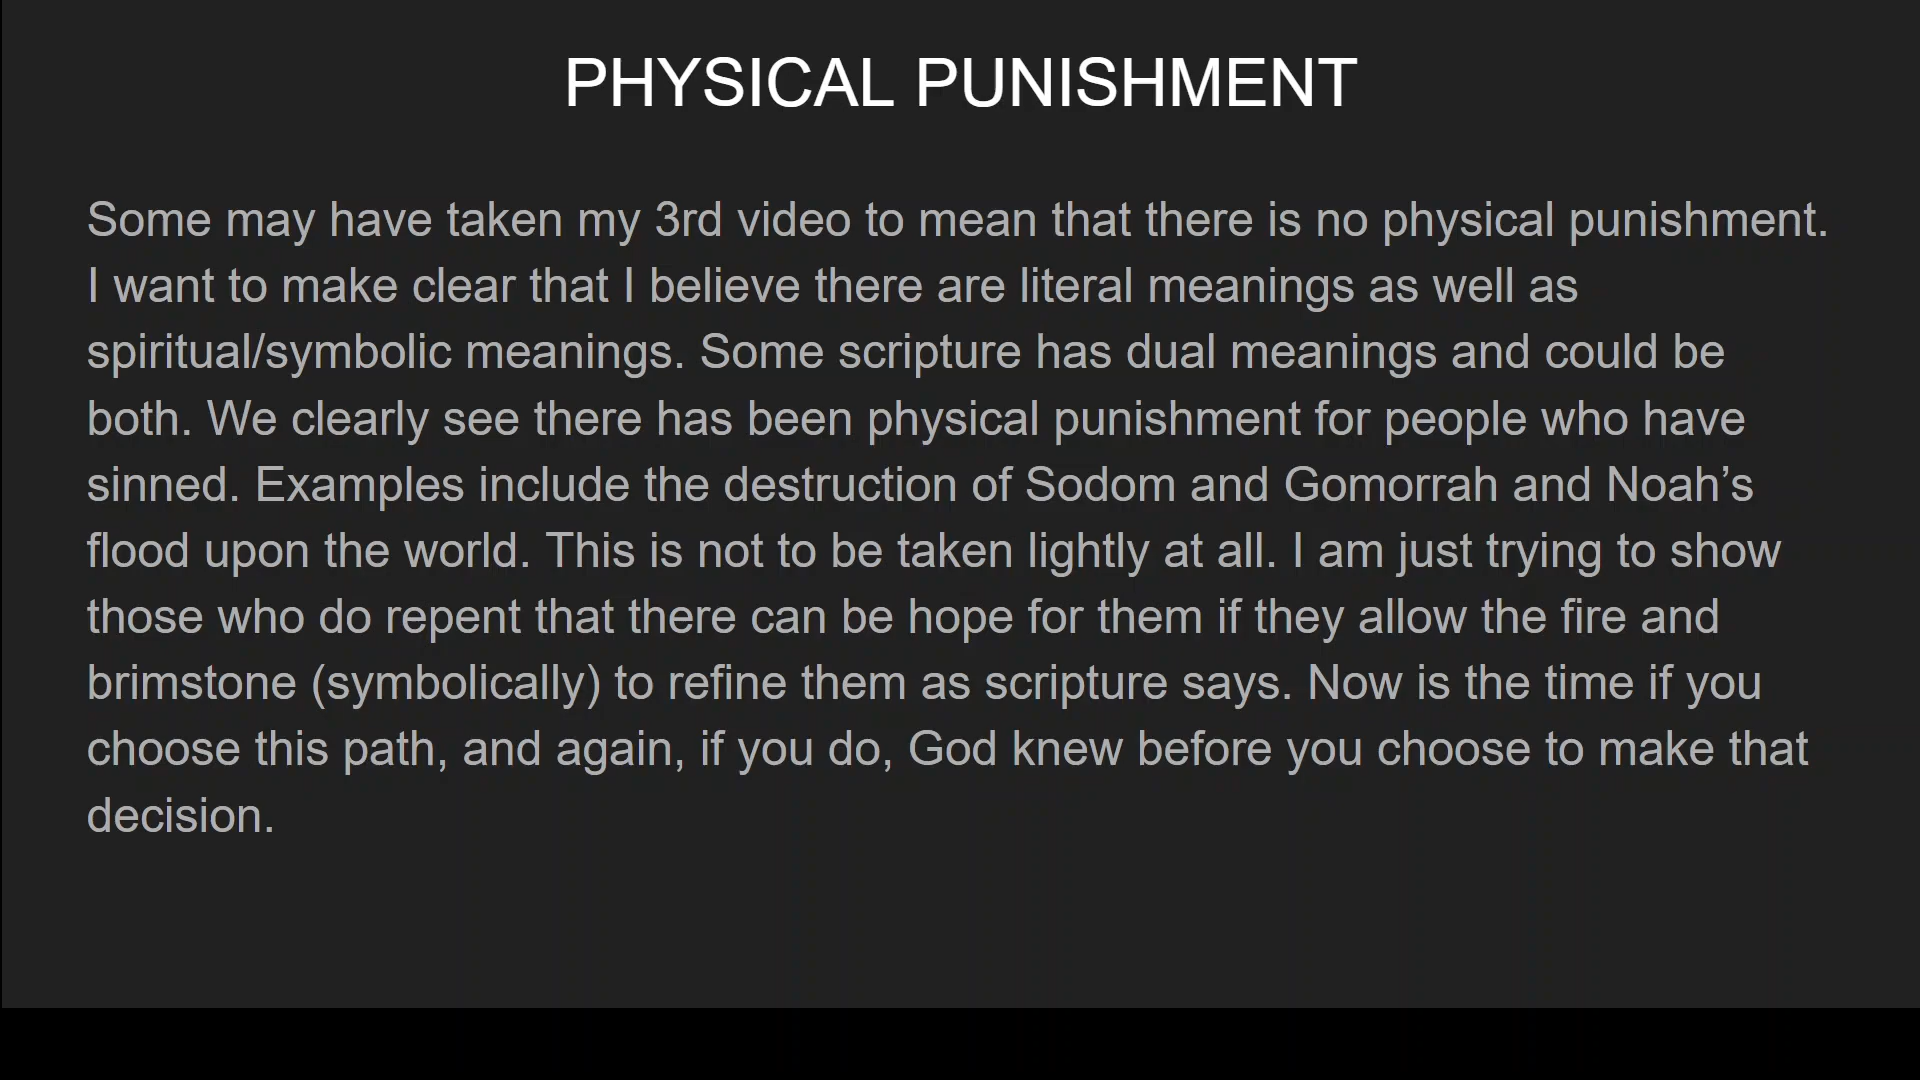 PHYSICAL PUNISHMENT
Some may have taken my 3rd video to mean that there is no physical punishment.
I want to make clear that I believe there are literal meanings as well as
spiritual/symbolic meanings. Some scripture has dual meanings and could be
both. We clearly see there has been physical punishment for people who have
sinned. Examples include the destruction of Sodom and Gomorrah and Noah’s
flood upon the world. This is not to be taken lightly at all. I am just trying to show
those who do repent that there can be hope for them if they allow the fire and
brimstone (symbolically) to refine them as scripture says. Now is the time if you
choose this path, and again, if you do, God knew before you choose to make that
decision.